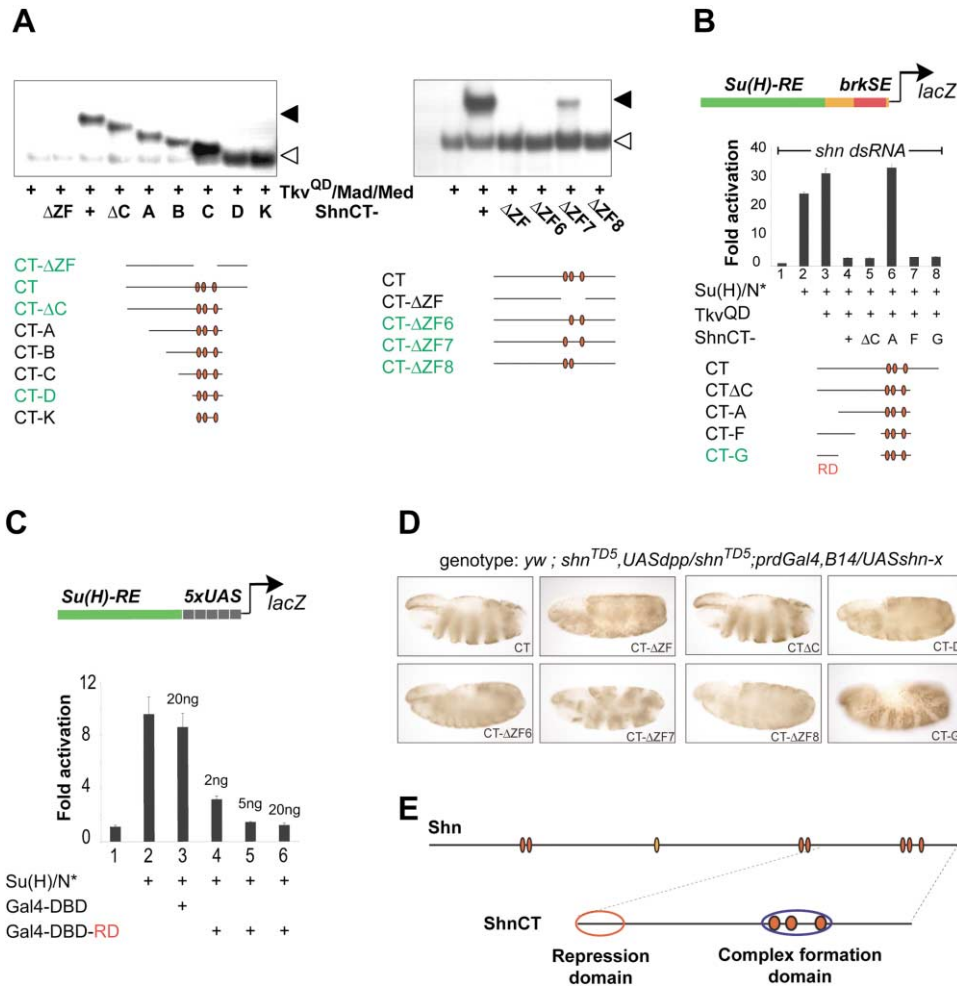 A
+ + + + + + + + + Tkv^QD/Mad/Med
ΔZF + ΔC A B C D K ShnCT-
CT-ΔZF
CT
CT-ΔC
CT-A
CT-B
CT-C
CT-D
CT-K
+ + + + + +
+ ΔZF ΔZF6 ΔZF7 ΔZF8
CT
CT-ΔZF
CT-ΔZF6
CT-ΔZF7
CT-ΔZF8
B
Su(H)-RE brkSE lacZ
shn dsRNA
Fold activation
40
30
20
10
0
1 2 3 4 5 6 7 8
Su(H)/N* + + + + + + +
Tkv^QD + + + + + +
ShnCT- + ΔC A F G
CT
CTΔC
CT-A
CT-F
CT-G
RD
C
Su(H)-RE 5xUAS lacZ
Fold activation
12
8
4
0
20ng
2ng
5ng
20ng
1 2 3 4 5 6
Su(H)/N* + + + + +
Gal4-DBD +
Gal4-DBD-RD + + +
D
genotype: yw ; shn^TD5,UASdpp/shn^TD5;prdGal4,B14/UASshn-x
CT
CT-ΔZF
CTΔC
CT-D
CT-ΔZF6
CT-ΔZF7
CT-ΔZF8
CT-G
E
Shn
ShnCT
Repression domain
Complex formation domain